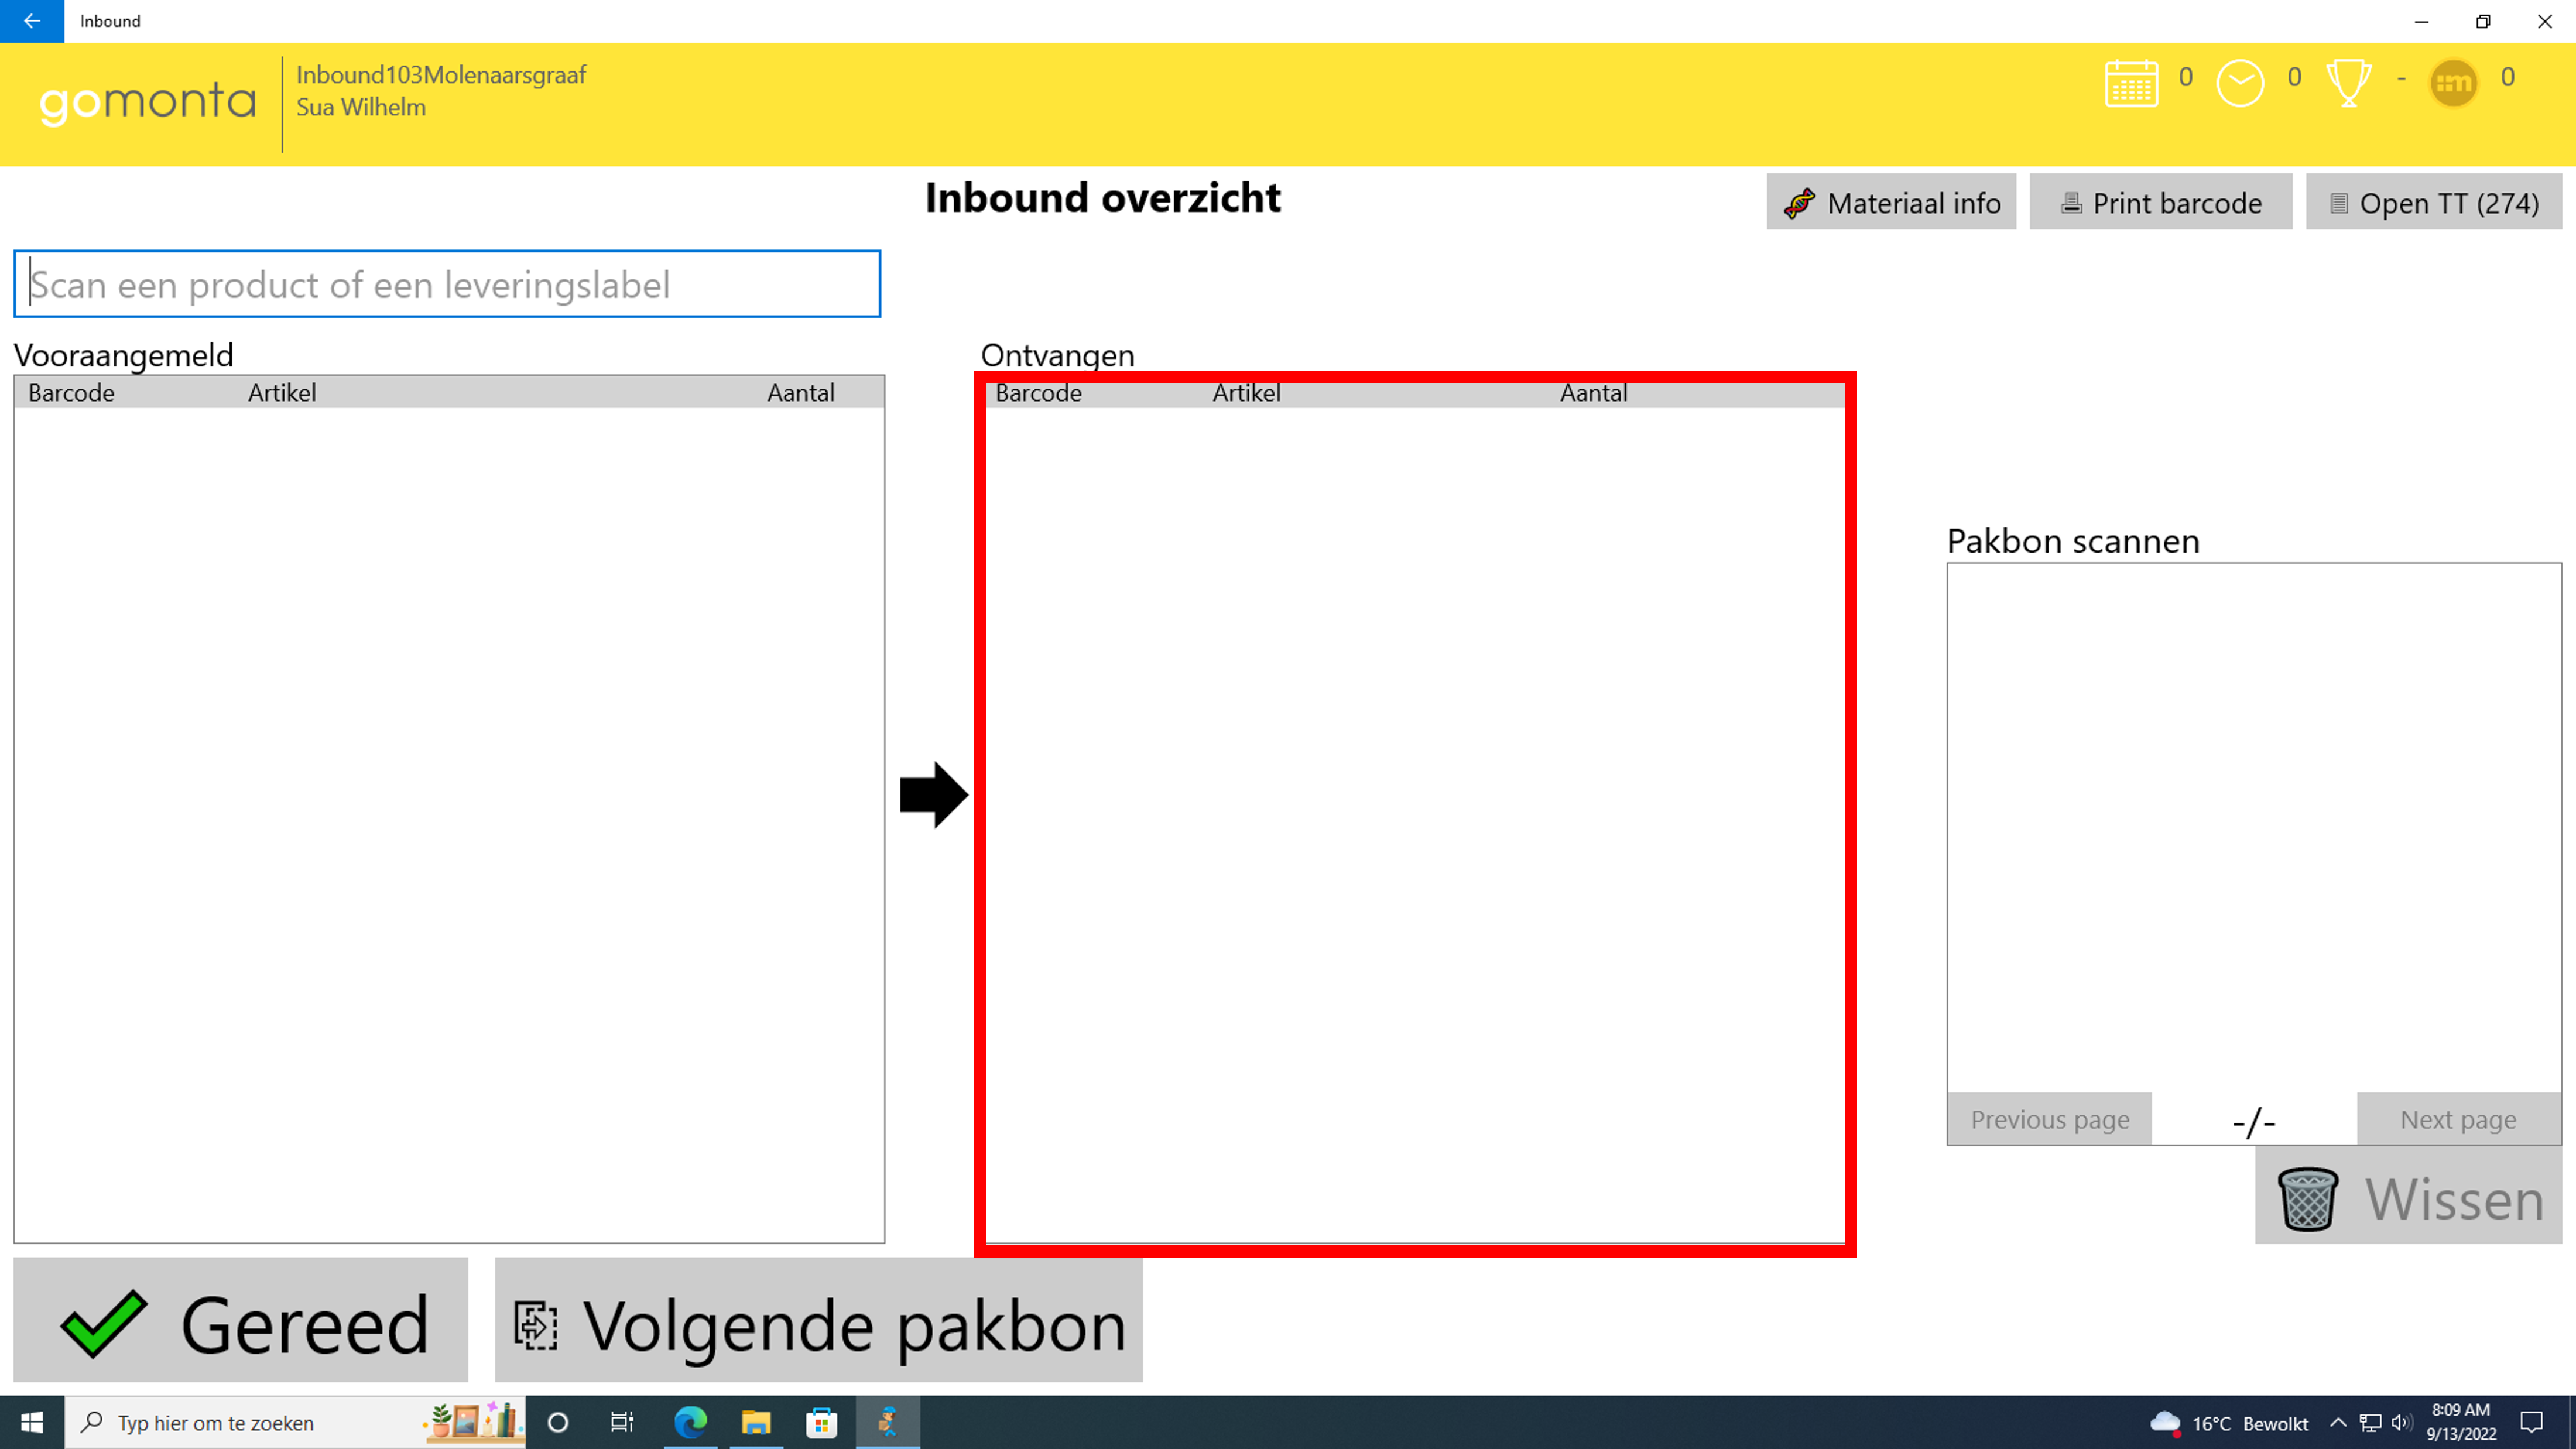 Inbound
gomonta
Inbound103Molenaarsgraaf
Sua Wilhelm
0
0
-
:m
0
Inbound overzicht
Materiaal info
Print barcode
Open TT (274)
Scan een product of een leveringslabel
Vooraangemeld
Barcode Artikel Aantal
Ontvangen
Barcode Artikel Aantal
Pakbon scannen
Previous page -/- Next page
Wissen
Gereed
Volgende pakbon
Typ hier om te zoeken
16°C Bewolkt
8:09 AM
9/13/2022